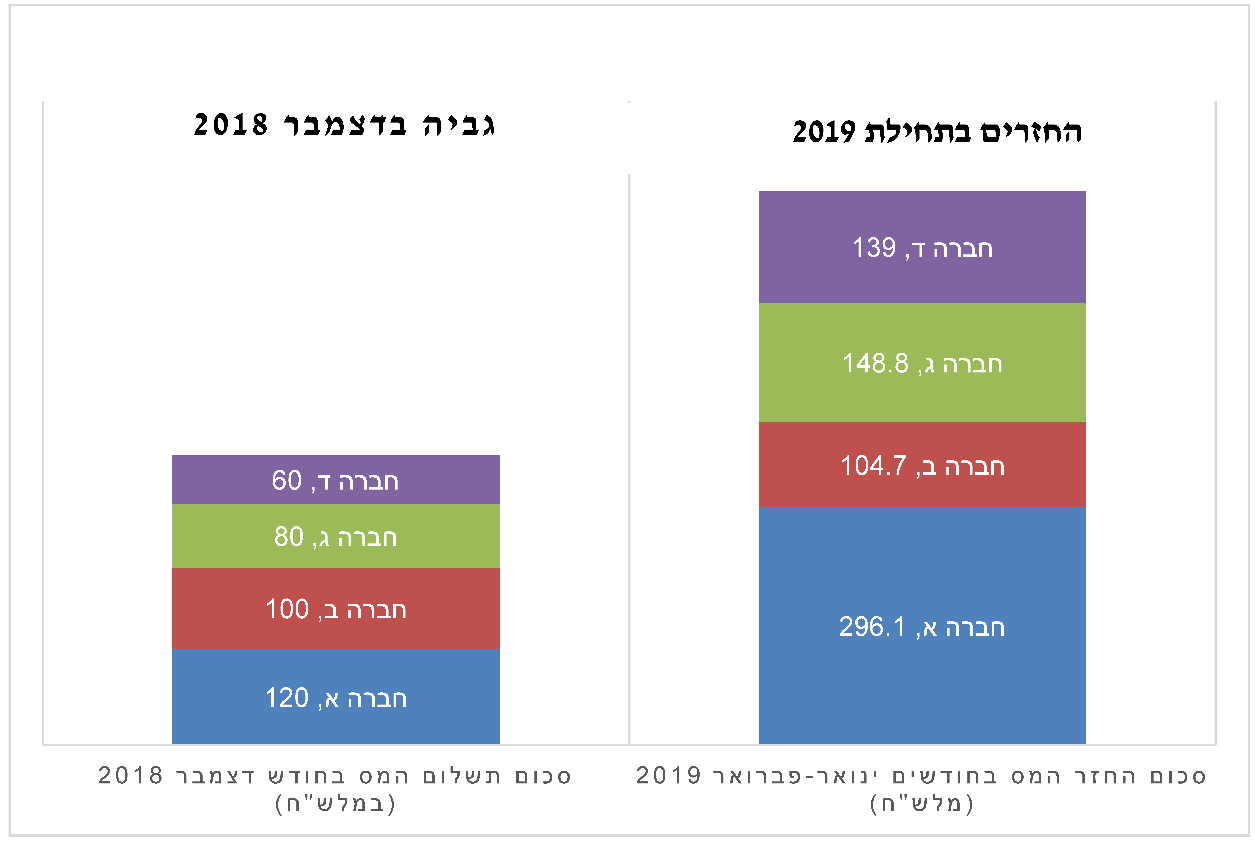 החזרים בתחילת 2019
חברה ד, 139
חברה ג, 148.8
חברה ב, 104.7
חברה א, 296.1
סכום החזר המס בחודשים ינואר-פברואר 2019
(מלש"ח)
גביה בדצמבר 2018
חברה ד, 60
חברה ג, 80
חברה ב, 100
חברה א, 120
סכום תשלום המס בחודש דצמבר 2018
(במלש"ח)